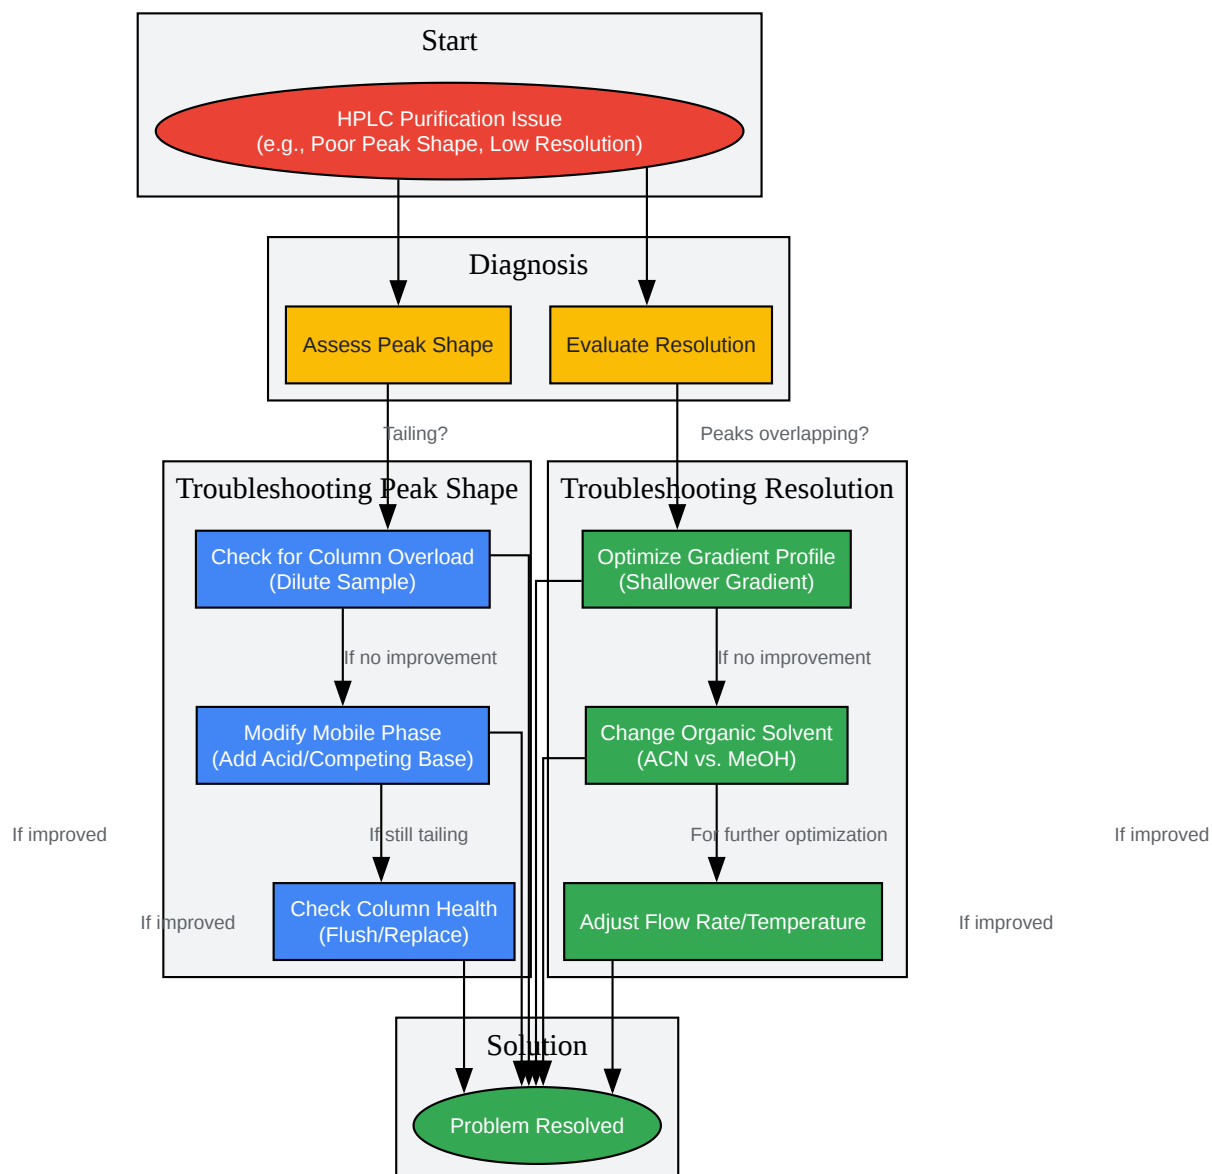 Start
HPLC Purification Issue
(e.g., Poor Peak Shape, Low Resolution)
Diagnosis
Assess Peak Shape
Evaluate Resolution
Tailing?
Peaks overlapping?
Troubleshooting Peak Shape
Troubleshooting Resolution
Check for Column Overload
(Dilute Sample)
Optimize Gradient Profile
(Shallower Gradient)
If no improvement
If no improvement
Modify Mobile Phase
(Add Acid/Competing Base)
Change Organic Solvent
(ACN vs. MeOH)
If improved
If still tailing
For further optimization
If improved
If improved
Check Column Health
(Flush/Replace)
Adjust Flow Rate/Temperature
If improved
Solution
Problem Resolved